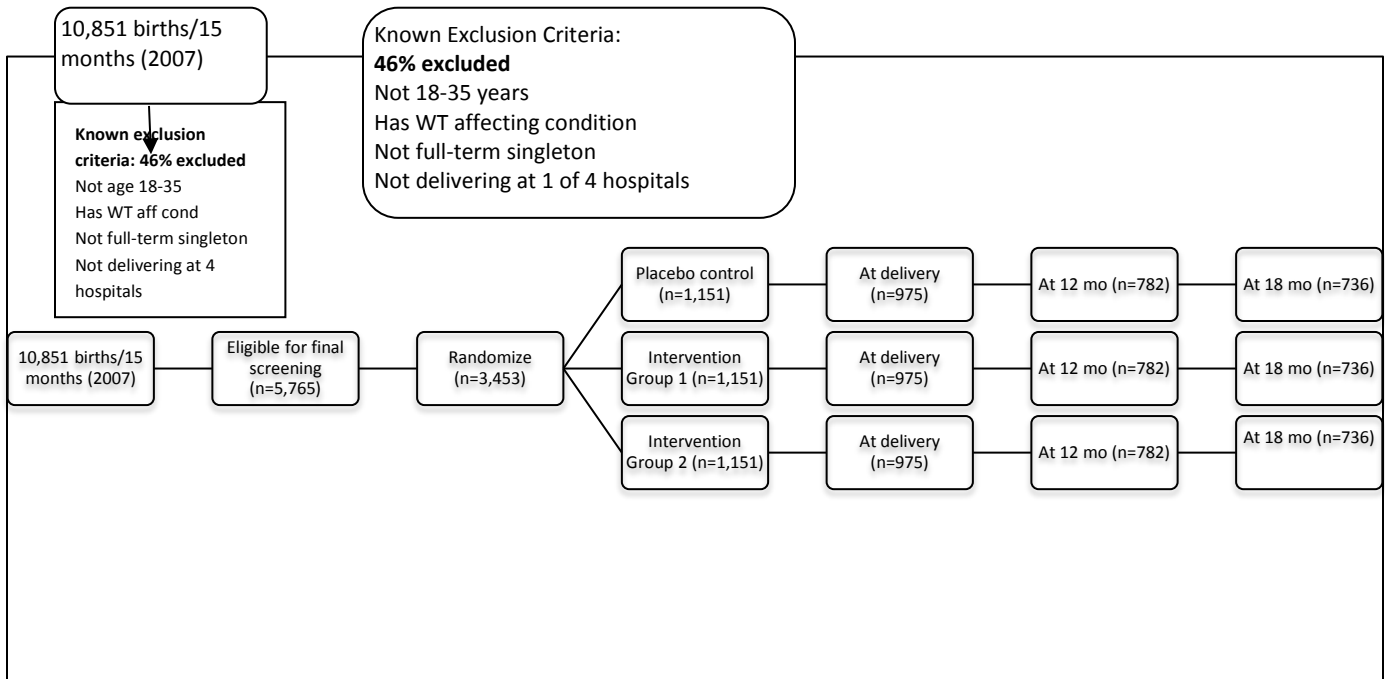 10,851 births/15
months (2007)
Known Exclusion Criteria:
46% excluded
Not 18-35 years
Has WT affecting condition
Not full-term singleton
Not delivering at 1 of 4 hospitals
Known exclusion
criteria: 46% excluded
Not age 18-35
Has WT aff cond
Not full-term singleton
Not delivering at 4
hospitals
10,851 births/15
months (2007)
Eligible for final
screening
(n=5,765)
Randomize
(n=3,453)
Placebo control
(n=1,151)
At delivery
(n=975)
At 12 mo (n=782)
At 18 mo (n=736)
Intervention
Group 1 (n=1,151)
At delivery
(n=975)
At 12 mo (n=782)
At 18 mo (n=736)
Intervention
Group 2 (n=1,151)
At delivery
(n=975)
At 12 mo (n=782)
At 18 mo (n=736)